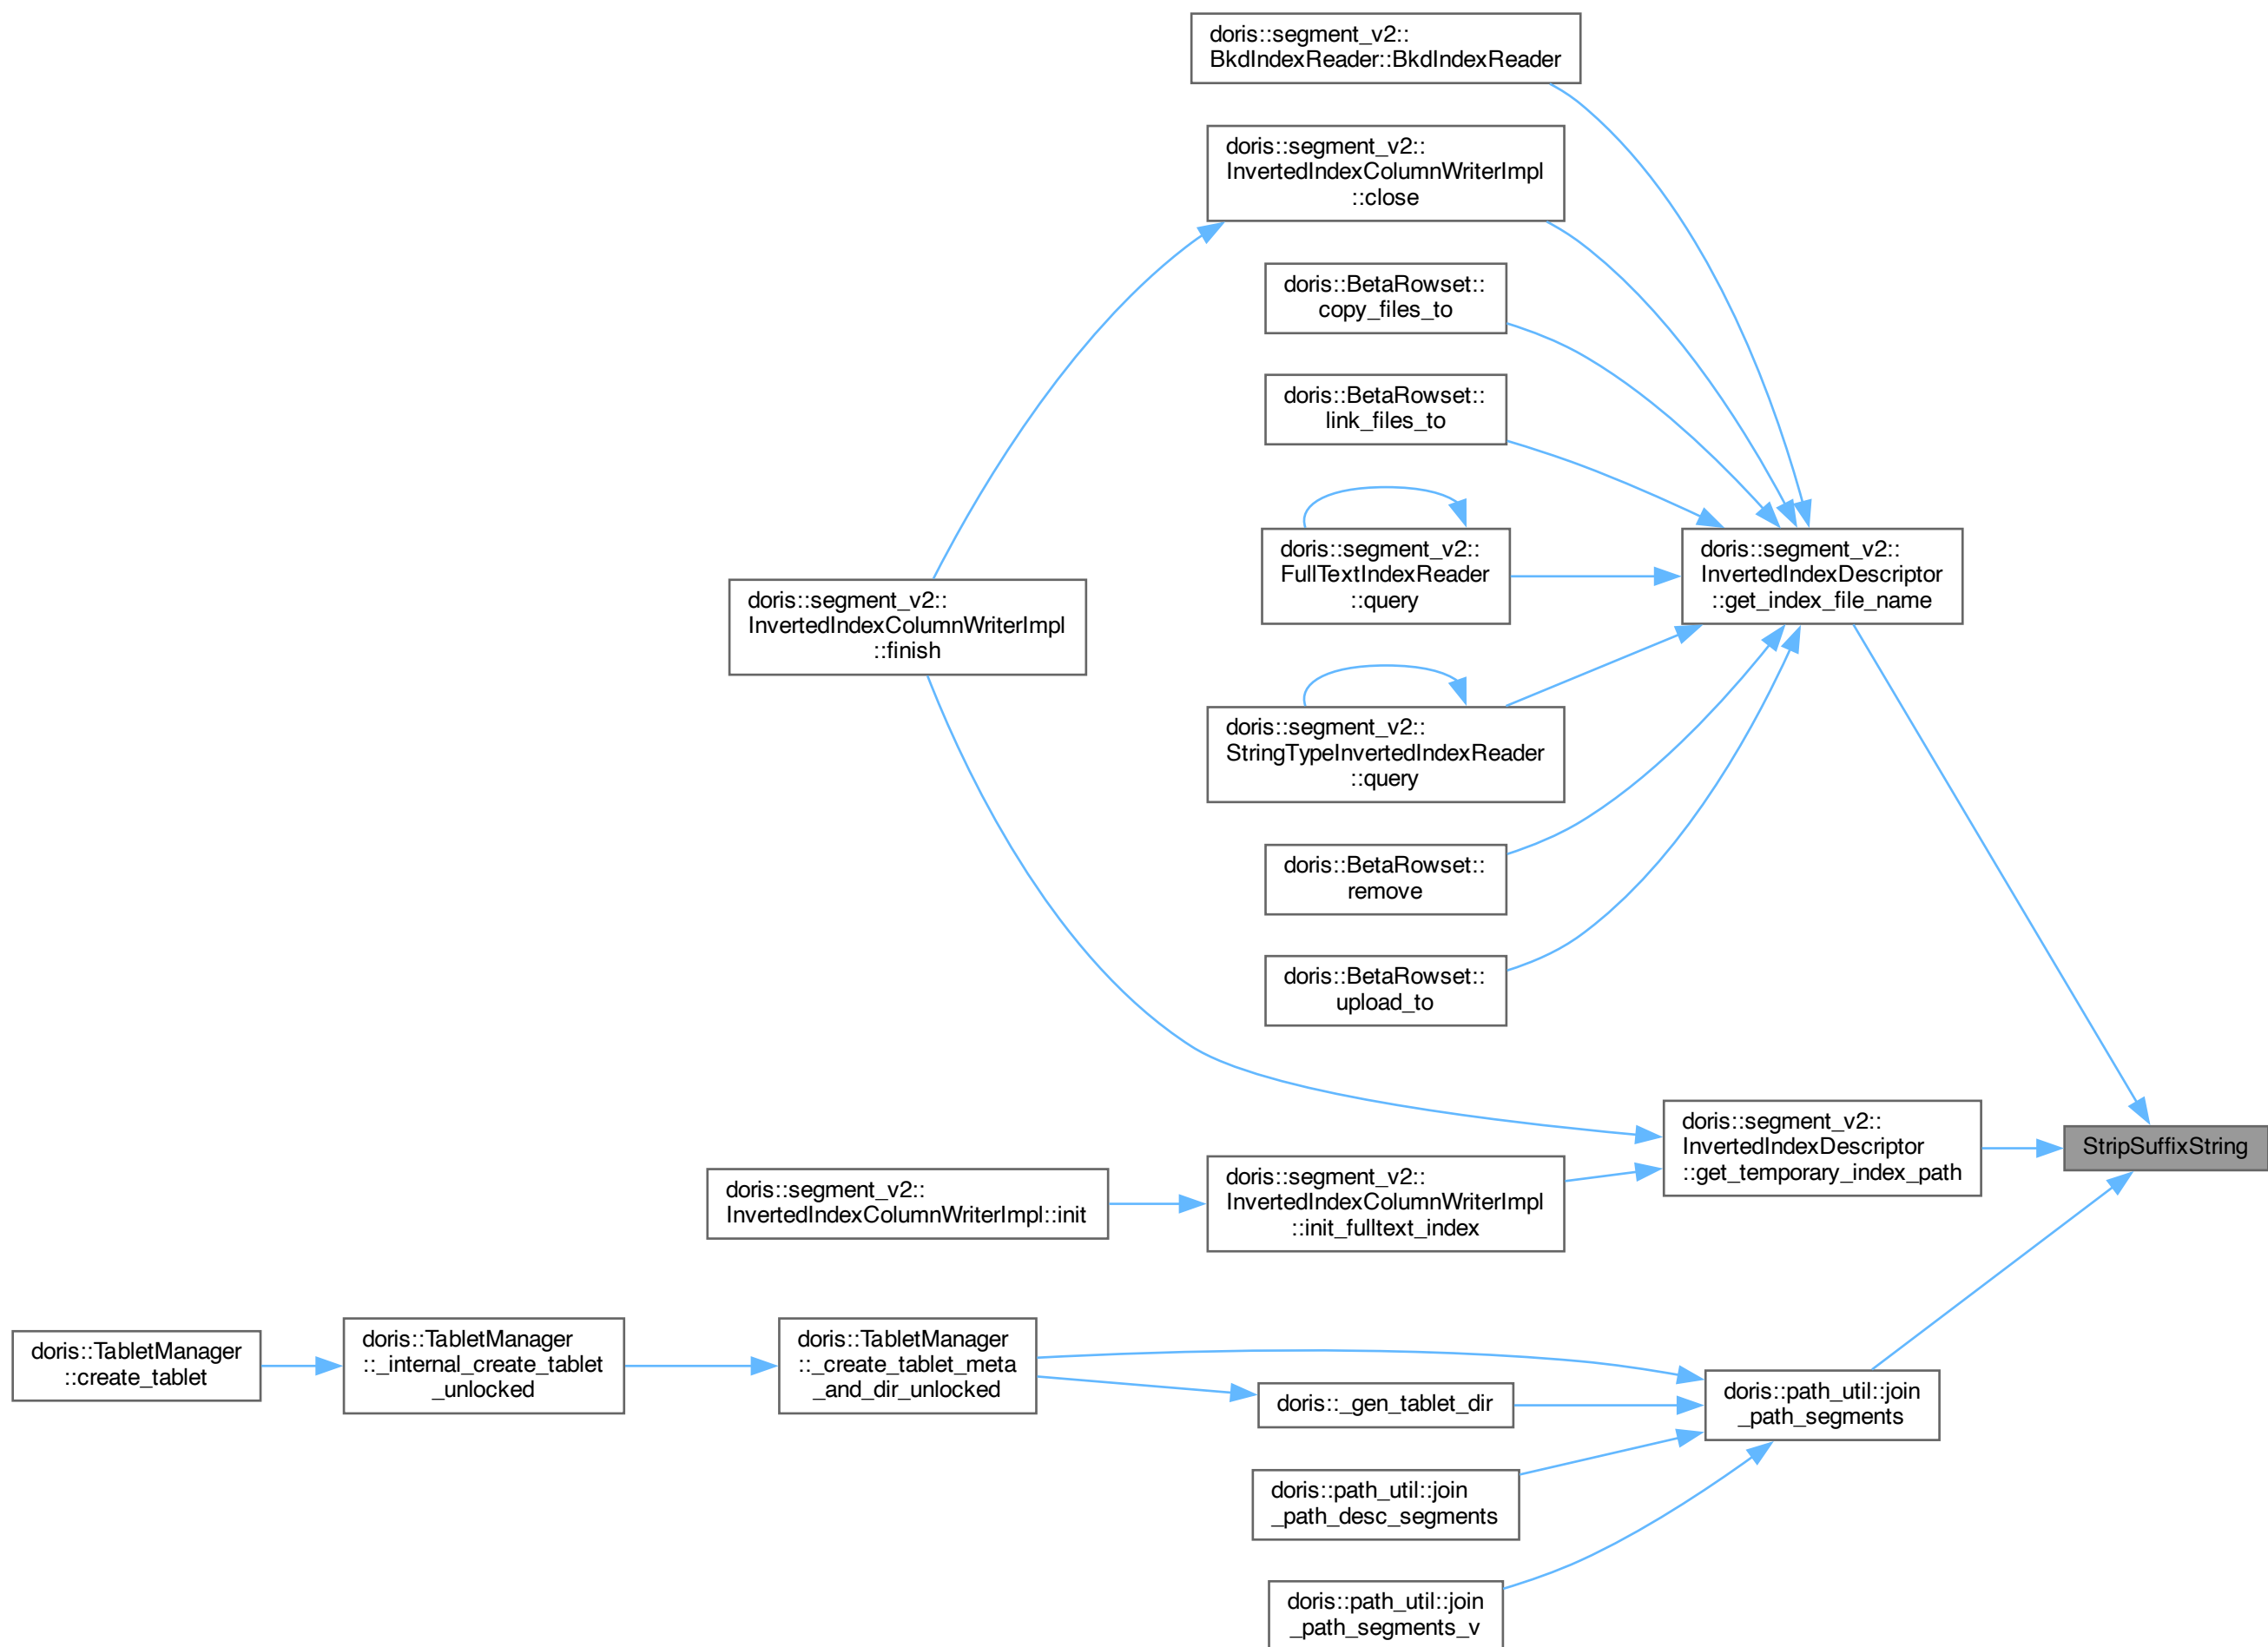 doris::segment_v2::
BkdIndexReader::BkdIndexReader
doris::segment_v2::
InvertedIndexColumnWriterImpl
::close
doris::BetaRowset::
copy_files_to
doris::BetaRowset::
link_files_to
doris::segment_v2::
FullTextIndexReader
::query
doris::segment_v2::
InvertedIndexDescriptor
::get_index_file_name
doris::segment_v2::
InvertedIndexColumnWriterImpl
::finish
doris::segment_v2::
StringTypeInvertedIndexReader
::query
doris::BetaRowset::
remove
doris::BetaRowset::
upload_to
doris::segment_v2::
InvertedIndexDescriptor
::get_temporary_index_path
StripSuffixString
doris::segment_v2::
InvertedIndexColumnWriterImpl::init
doris::segment_v2::
InvertedIndexColumnWriterImpl
::init_fulltext_index
doris::TabletManager
::create_tablet
doris::TabletManager
::_internal_create_tablet
_unlocked
doris::TabletManager
::_create_tablet_meta
_and_dir_unlocked
doris::_gen_tablet_dir
doris::path_util::join
_path_segments
doris::path_util::join
_path_desc_segments
doris::path_util::join
_path_segments_v